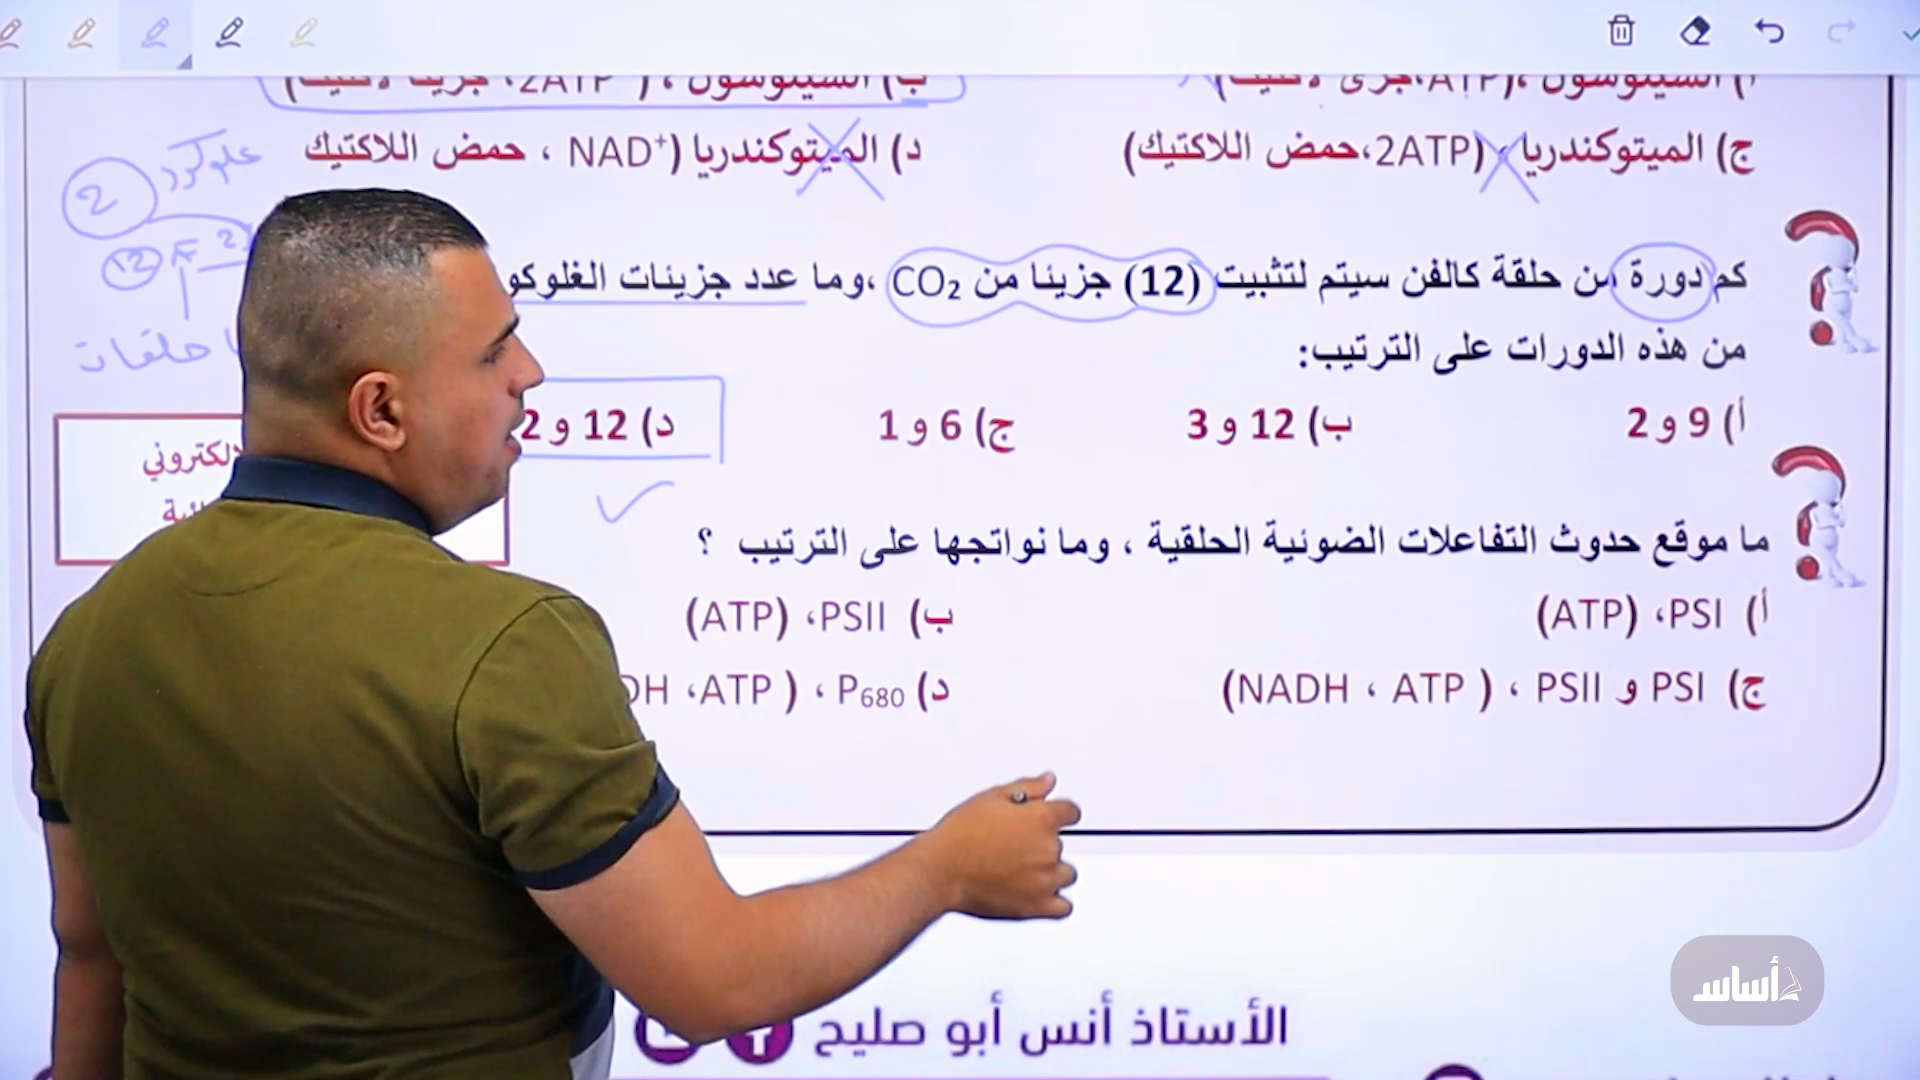 ج) الميتوكندريا ، (2ATP،حمض اللاكتيك)
د) الميتوكندريا (NAD⁺ ، حمض اللاكتيك
2
12
كم دورة من حلقة كالفن سيتم لتثبيت (12) جزيئا من CO₂ ،وما عدد جزيئات
من هذه الدورات على الترتيب:
أ) 9 و 2
ب) 12 و 3
ج) 6 و 1
د) 12 و 2
ما موقع حدوث التفاعلات الضوئية الحلقية ، وما نواتجها على الترتيب ؟
أ) PSI، (ATP)
ب) PSII، (ATP)
ج) PSI و PSII ، ( NADH ، ATP)
د) P₆₈₀ ، ( ATP،
الأستاذ أنس أبو صليح
أساس